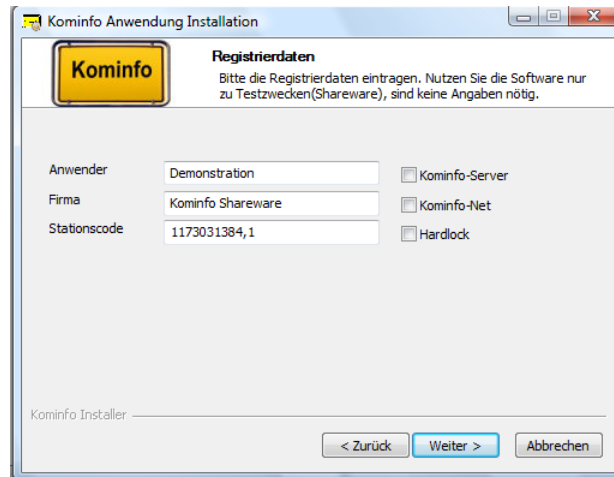 Kominfo Anwendung Installation
Kominfo
Registrierdaten
Bitte die Registrierdaten eintragen. Nutzen Sie die Software nur
zu Testzwecken(Shareware), sind keine Angaben nötig.
Anwender
Demonstration
Kominfo-Server
Firma
Kominfo Shareware
Kominfo-Net
Stationscode
1173031384,1
Hardlock
Kominfo Installer
< Zurück
Weiter >
Abbrechen